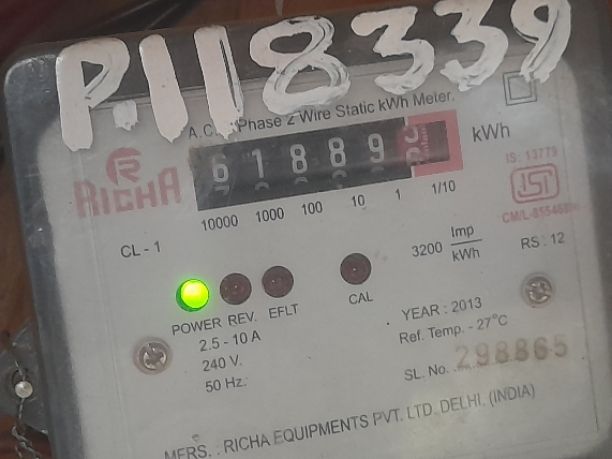 P.118339
A.C. Phase 2 Wire Static kWh Meter.
RICHA
6 1 8 8 9
kWh
10000 1000 100 10 1 1/10
IS: 13779
ISI
CM/L-
CL - 1
3200 Imp/kWh
RS : 12
POWER REV. EFLT
CAL
2.5 - 10 A
240 V.
50 Hz.
YEAR : 2013
Ref. Temp. - 27°C
SL. No. 298865
MFRS. : RICHA EQUIPMENTS PVT. LTD. DELHI. (INDIA)